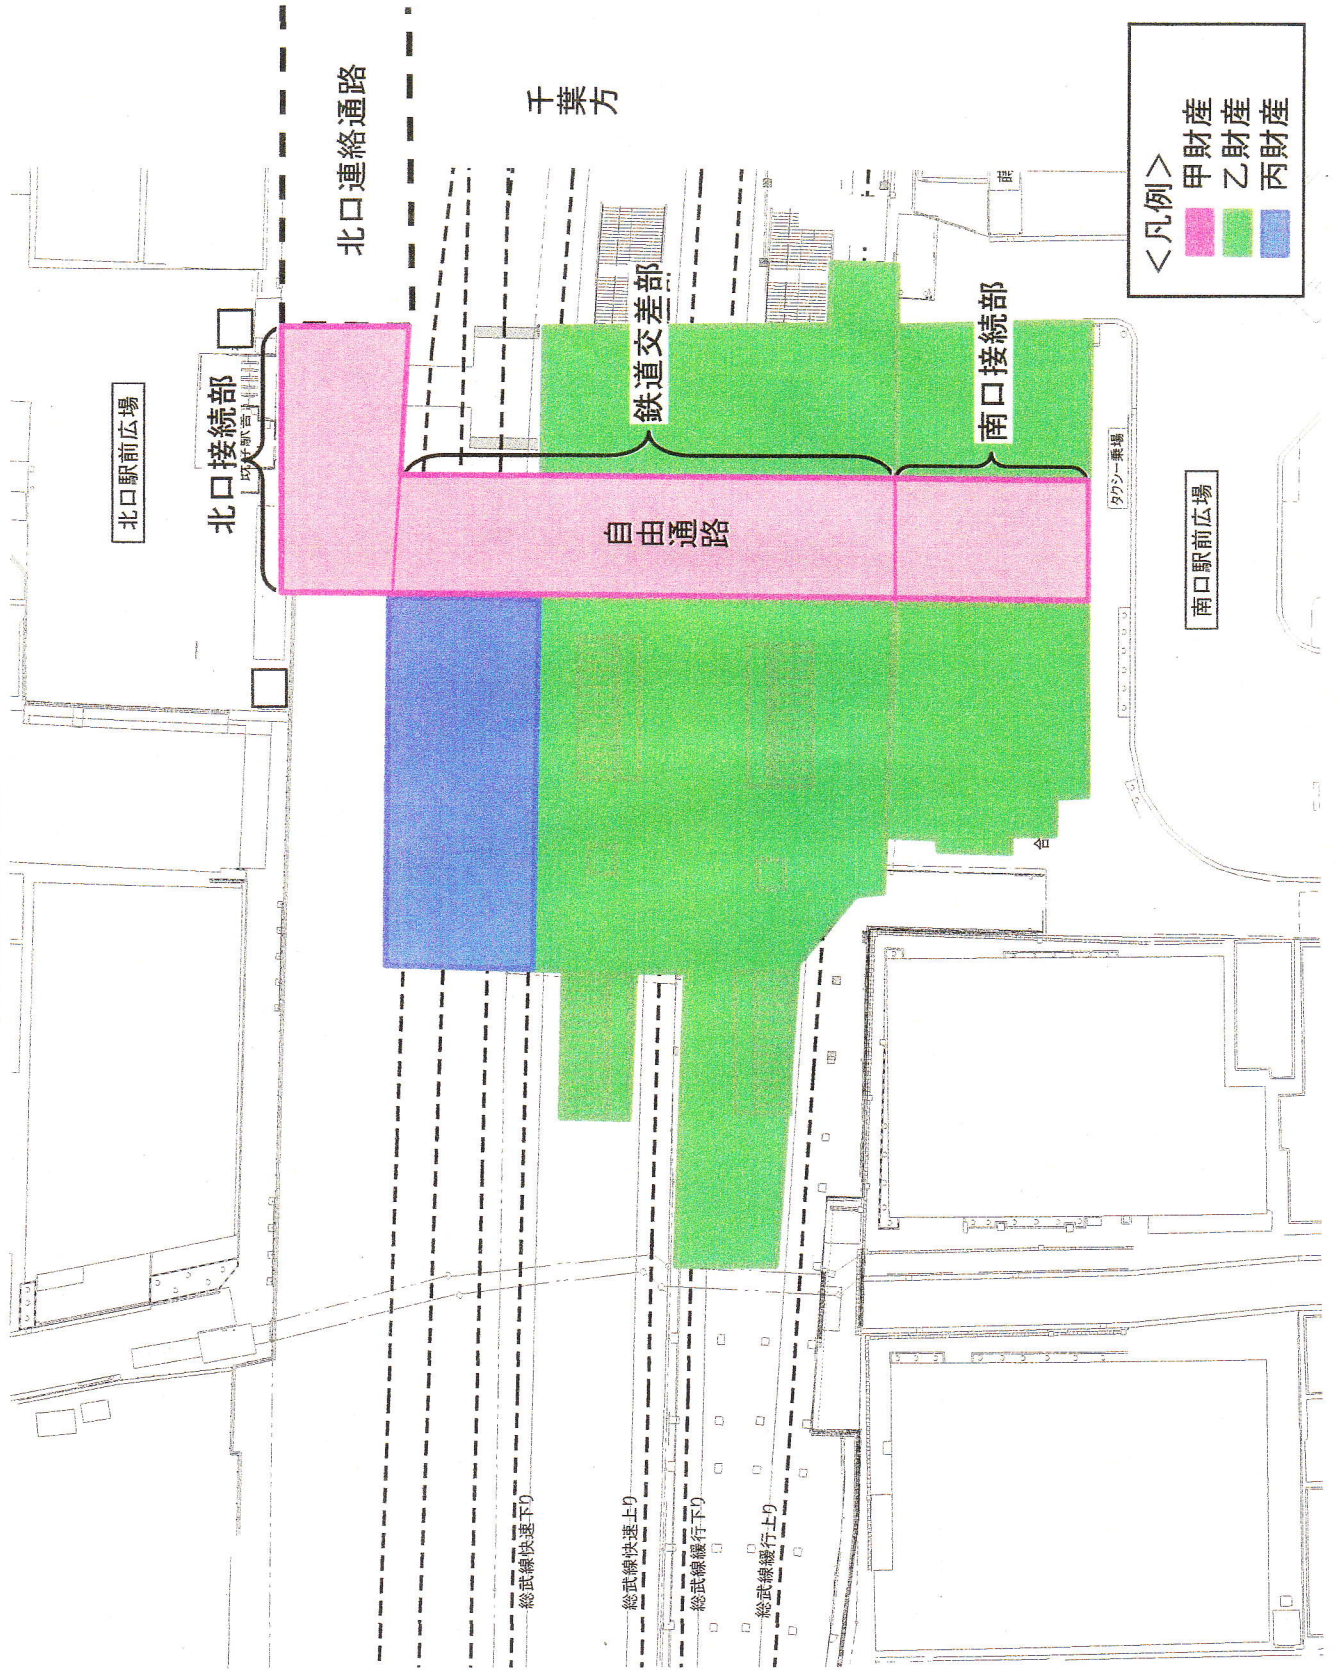 北口駅前広場
北口接続部
北口連絡通路
千葉方
鉄道交差部
自由通路
南口接続部
タクシー乗場
南口駅前広場
舎
総武線快速下り
総武線快速上り
総武線緩行下り
総武線緩行上り
＜凡例＞
甲財産
乙財産
丙財産